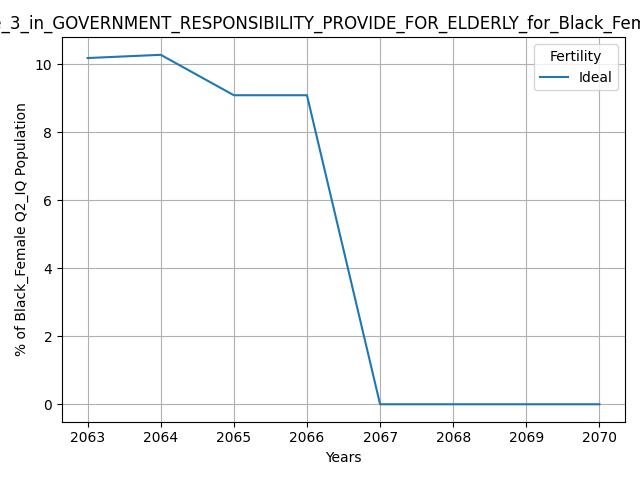 _3_in_GOVERNMENT_RESPONSIBILITY_PROVIDE_FOR_ELDERLY_for_Black_Fem
Fertility
Ideal
10
8
6
4
2
0
% of Black_Female Q2_IQ Population
2063 2064 2065 2066 2067 2068 2069 2070
Years